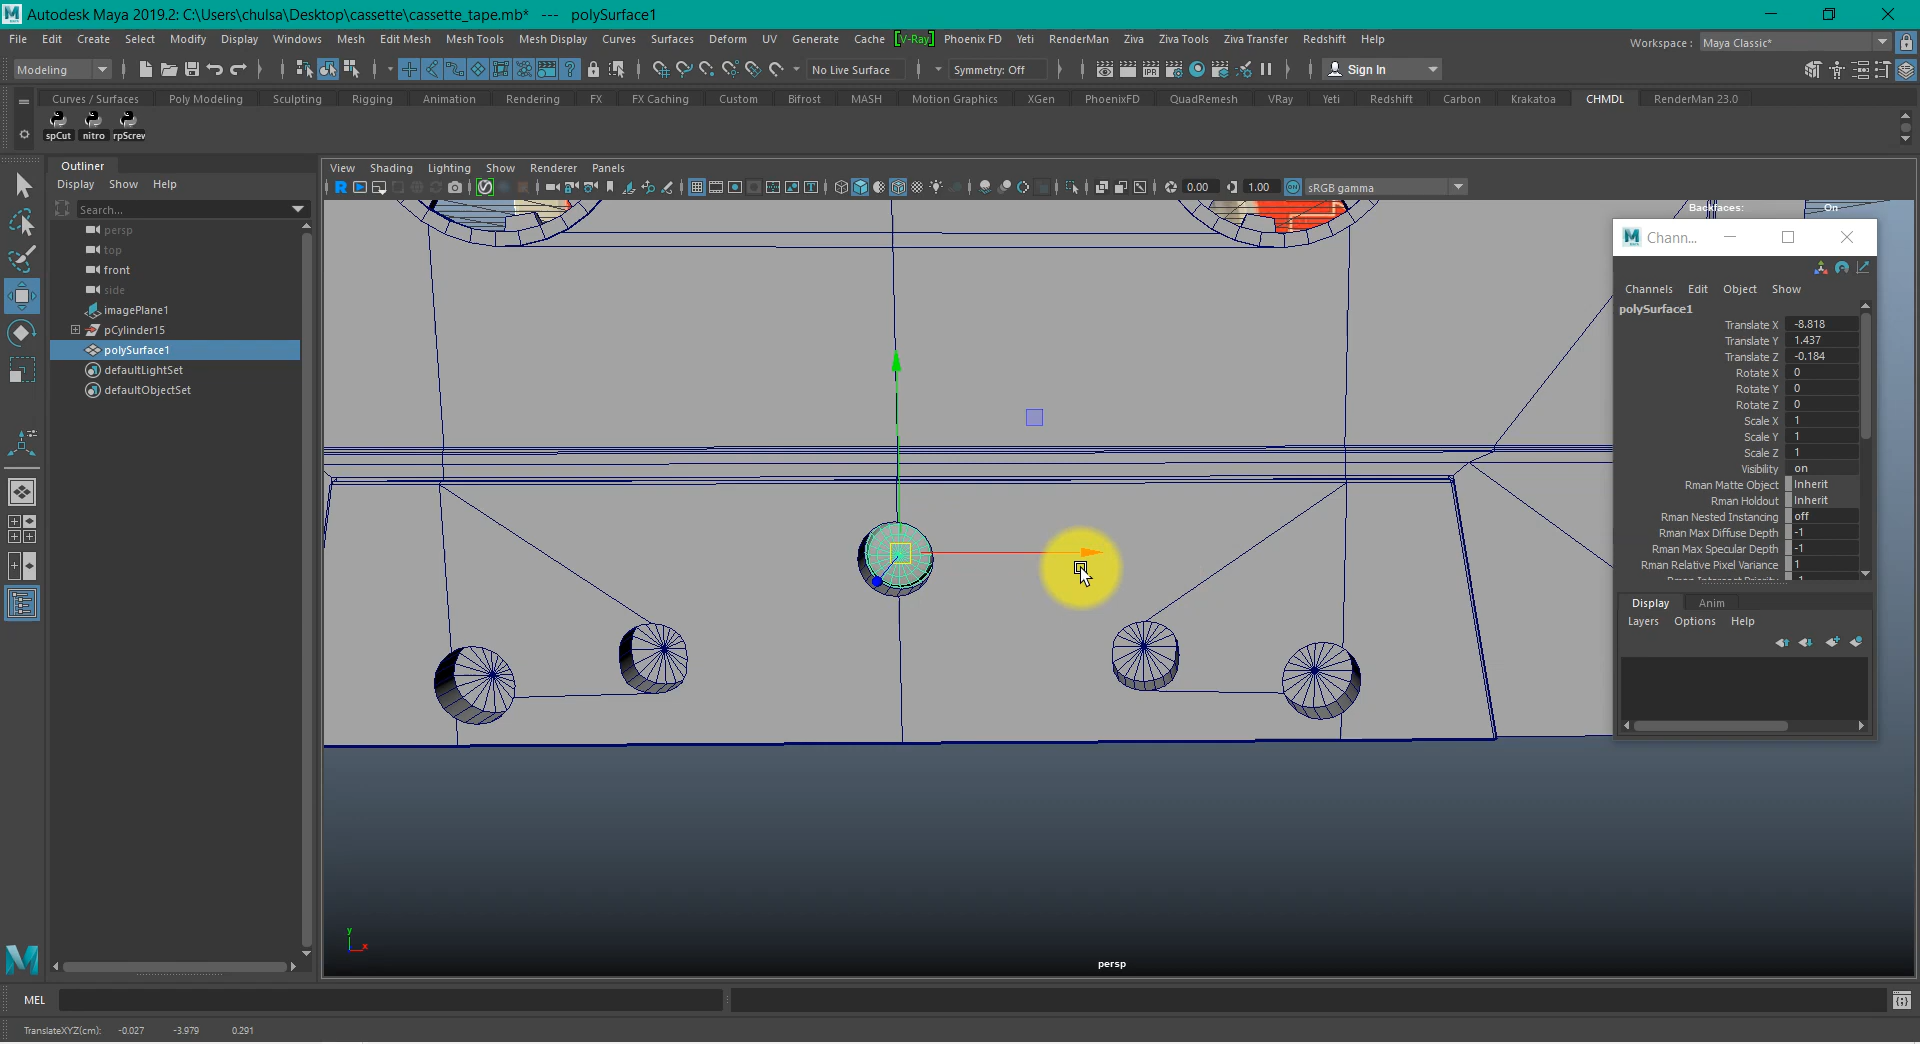 Autodesk Maya 2019.2: C:\Users\chulsa\Desktop\cassette\cassette_tape.mb* --- polySurface1
File Edit Create Select Modify Display Windows Mesh Edit Mesh Mesh Tools Mesh Display Curves Surfaces Deform UV Generate Cache [V-Ray] Phoenix FD Yeti RenderMan Ziva Ziva Tools Ziva Transfer Redshift Help
Workspace : Maya Classic*
Modeling
No Live Surface
Symmetry: Off
Sign In
Curves / Surfaces Poly Modeling Sculpting Rigging Animation Rendering FX FX Caching Custom Bifrost MASH Motion Graphics XGen PhoenixFD QuadRemesh VRay Yeti Redshift Carbon Krakatoa CHMDL RenderMan 23.0
spCut nitro rpScrew
Outliner
Display Show Help
Search...
persp
top
front
side
imagePlane1
pCylinder15
polySurface1
defaultLightSet
defaultObjectSet
View Shading Lighting Show Renderer Panels
0.00 1.00 sRGB gamma
IPR
Backfaces: On
Chann...
Channels Edit Object Show
polySurface1
Translate X -8.818
Translate Y 1.437
Translate Z -0.184
Rotate X 0
Rotate Y 0
Rotate Z 0
Scale X 1
Scale Y 1
Scale Z 1
Visibility on
Rman Matte Object Inherit
Rman Holdout Inherit
Rman Nested Instancing off
Rman Max Diffuse Depth -1
Rman Max Specular Depth -1
Rman Relative Pixel Variance 1
Display Anim
Layers Options Help
y
x
persp
MEL
TranslateXYZ(cm): -0.027 -3.979 0.291